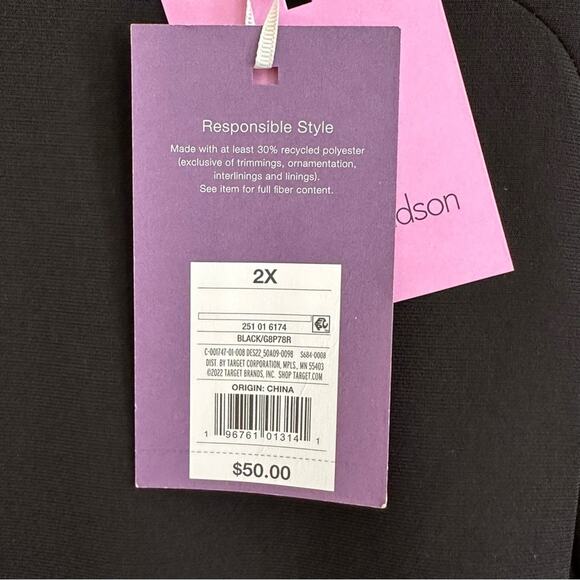 Responsible Style
Made with at least 30% recycled polyester
(exclusive of trimmings, ornamentation,
interlinings and linings).
See item for full fiber content.
dson
2X
251 01 6174
BLACK/G8P78R
C-001747-01-008 DES22_50A09-0098 S684-0008
DIST. BY TARGET CORPORATION, MPLS., MN 55403
©2022 TARGET BRANDS, INC. SHOP TARGET.COM
ORIGIN: CHINA
1 96761 01314 1
$50.00